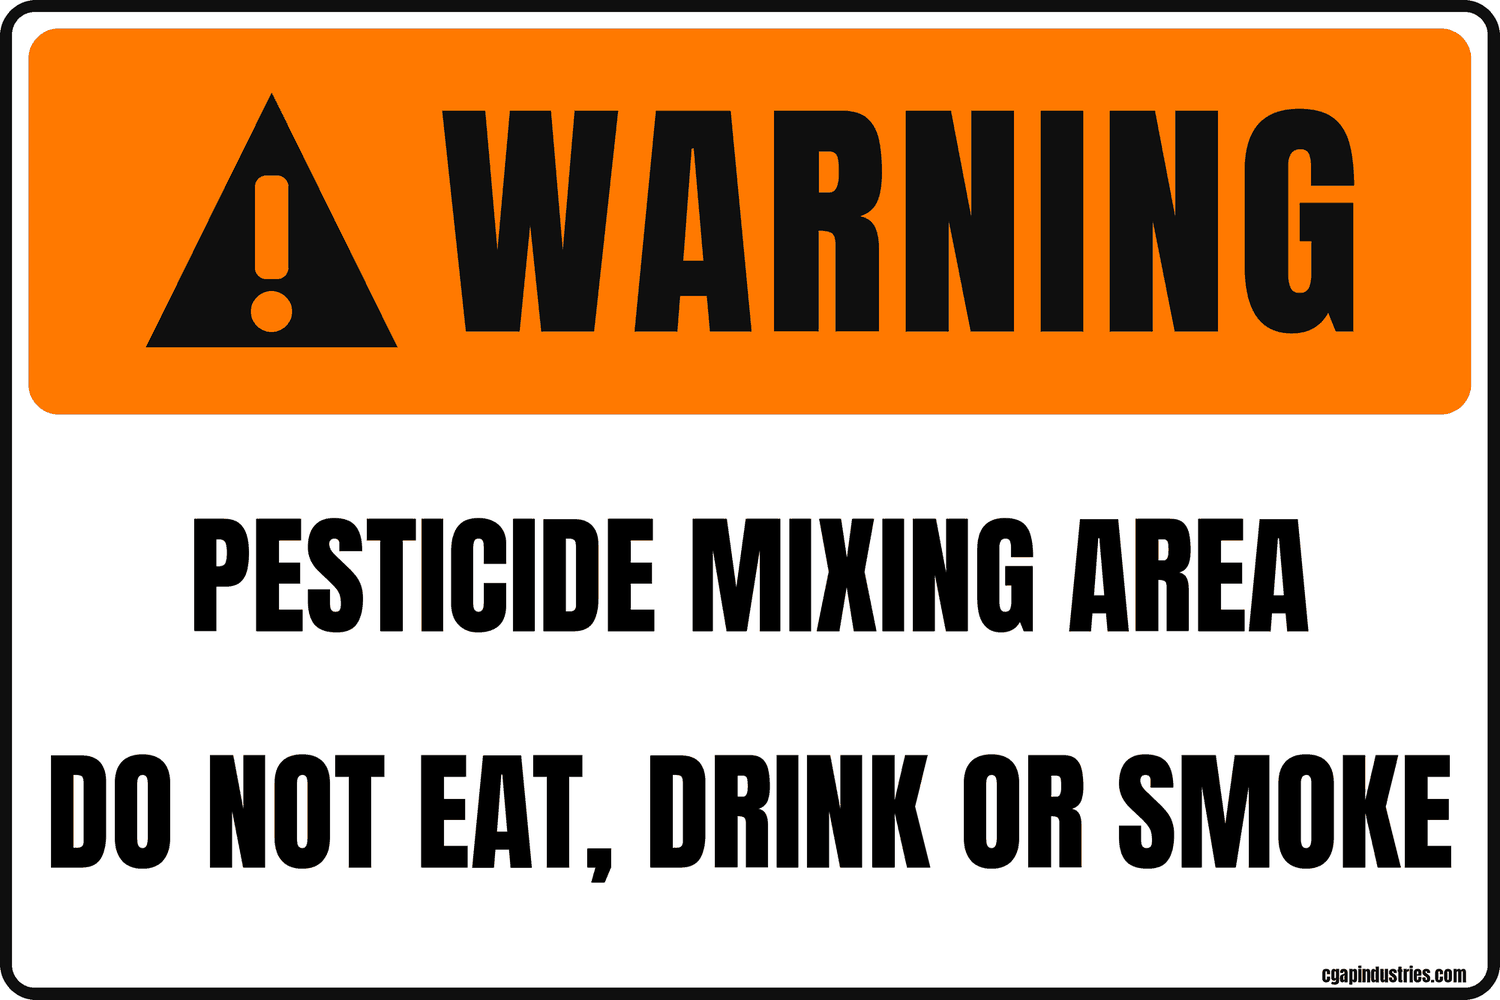 WARNING
PESTICIDE MIXING AREA
DO NOT EAT, DRINK OR SMOKE
cgapindustries.com